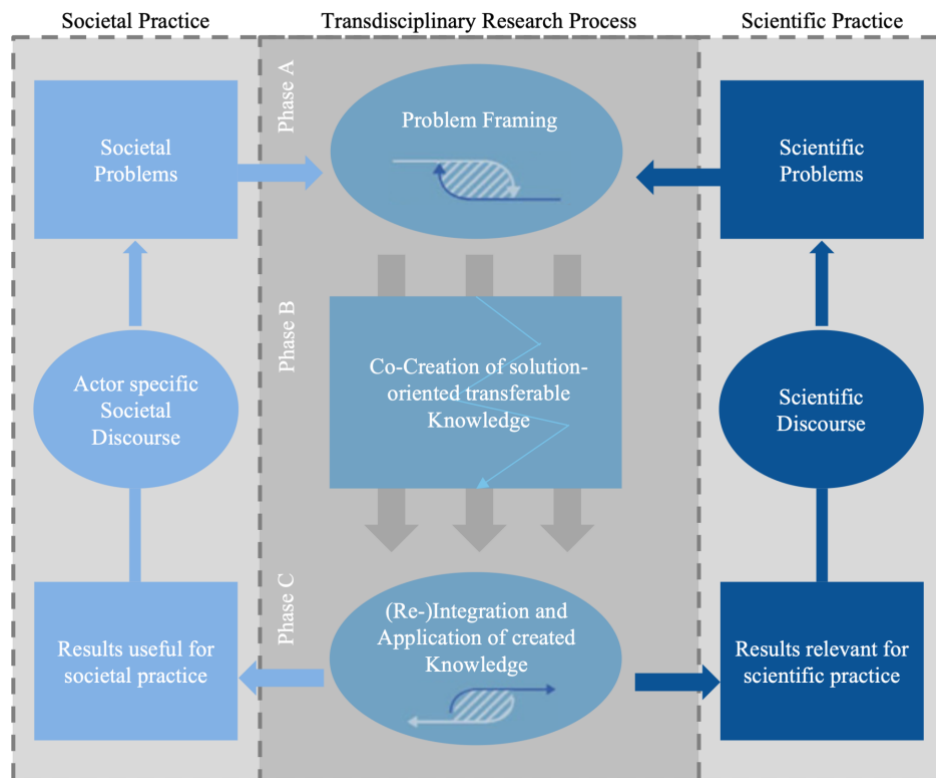 Societal Practice
Transdisciplinary Research Process
Scientific Practice
Phase A
Societal
Problems
Problem Framing
Scientific
Problems
Phase B
Actor specific
Societal
Discourse
Co-Creation of solution-
oriented transferable
Knowledge
Scientific
Discourse
Phase C
Results useful for
societal practice
(Re-)Integration and
Application of created
Knowledge
Results relevant for
scientific practice